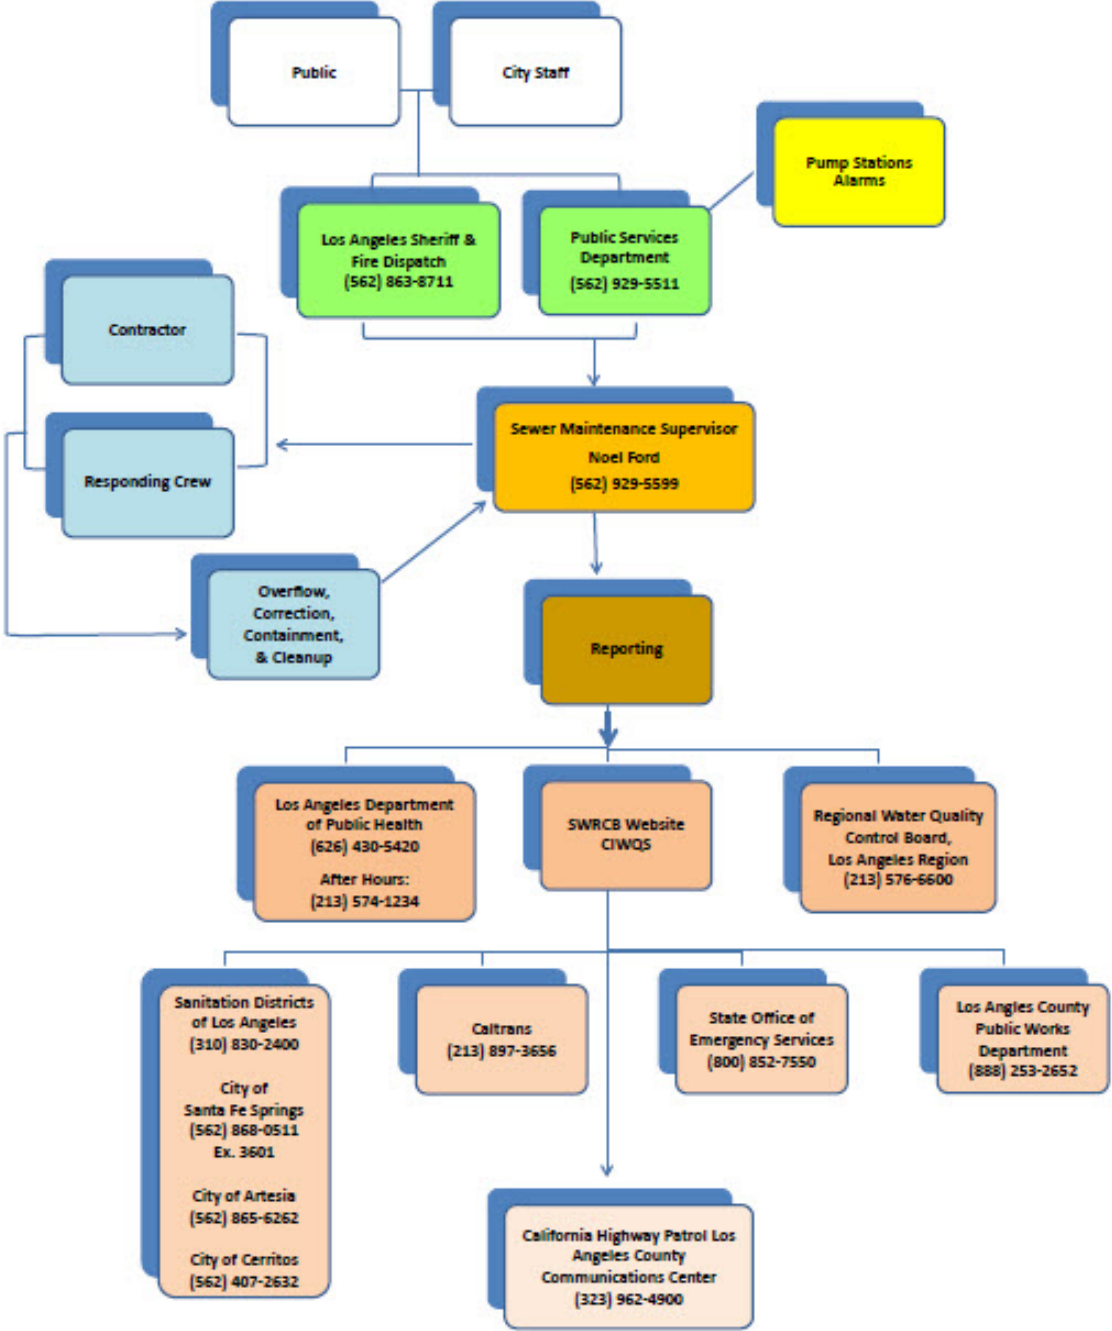 Public
City Staff
Pump Stations
Alarms
Los Angeles Sheriff &
Fire Dispatch
(562) 863-8711
Public Services
Department
(562) 929-5511
Contractor
Sewer Maintenance Supervisor
Noel Ford
(562) 929-5599
Responding Crew
Overflow,
Correction,
Containment,
& Cleanup
Reporting
Los Angeles Department
of Public Health
(626) 430-5420
After Hours:
(213) 574-1234
SWRCB Website
CIWQS
Regional Water Quality
Control Board,
Los Angeles Region
(213) 576-6600
Sanitation Districts
of Los Angeles
(310) 830-2400
City of
Santa Fe Springs
(562) 868-0511
Ex. 3601
City of Artesia
(562) 865-6262
City of Cerritos
(562) 407-2632
Caltrans
(213) 897-3656
State Office of
Emergency Services
(800) 852-7550
Los Angles County
Public Works
Department
(888) 253-2652
California Highway Patrol Los
Angeles County
Communications Center
(323) 962-4900